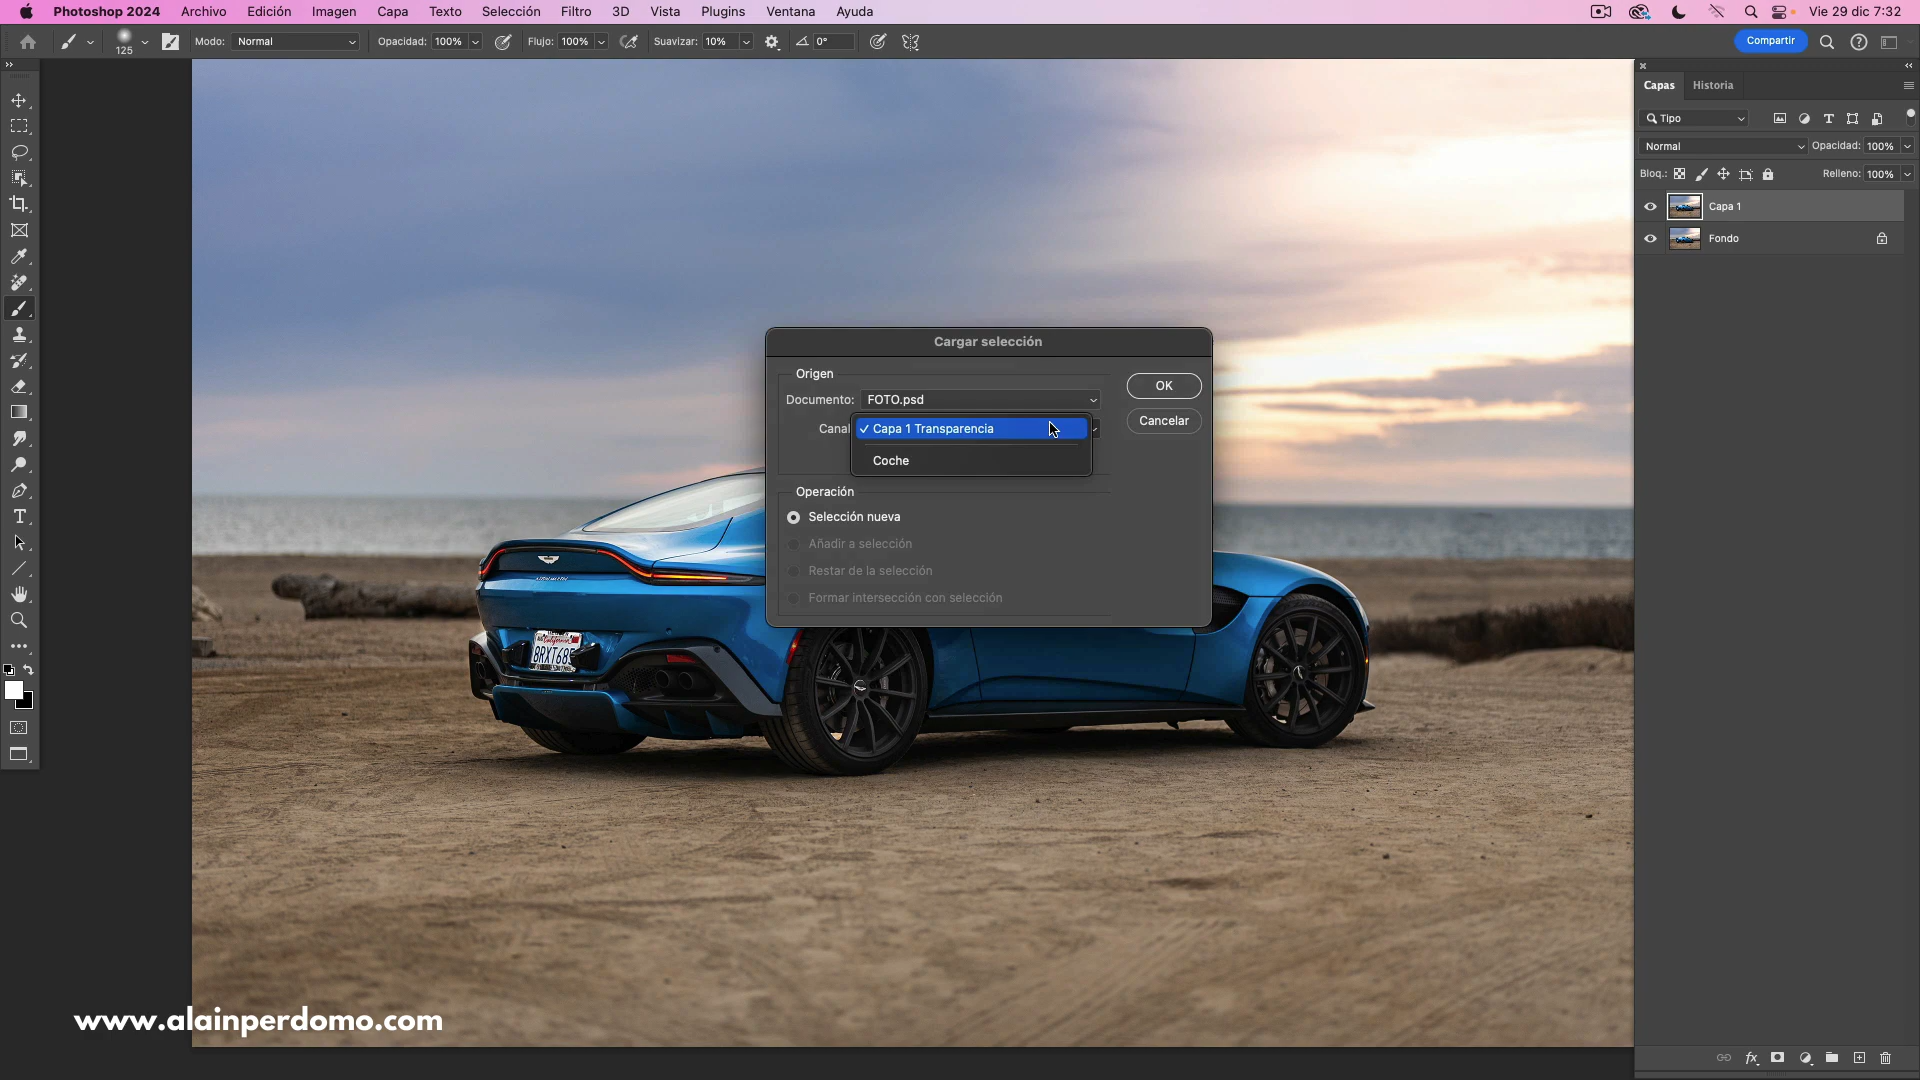 Photoshop 2024 Archivo Edición Imagen Capa Texto Selección Filtro 3D Vista Plugins Ventana Ayuda Vie 29 dic 7:32
125 Modo: Normal Opacidad: 100% Flujo: 100% Suavizar: 10% 0° Compartir
Capas Historia
Tipo
Normal Opacidad: 100%
Bloq.: Relleno: 100%
Capa 1
Fondo
Cargar selección
Origen
Documento: FOTO.psd
Canal
Capa 1 Transparencia
Coche
OK
Cancelar
Operación
Selección nueva
Añadir a selección
Restar de la selección
Formar intersección con selección
8RXT685
www.alainperdomo.com